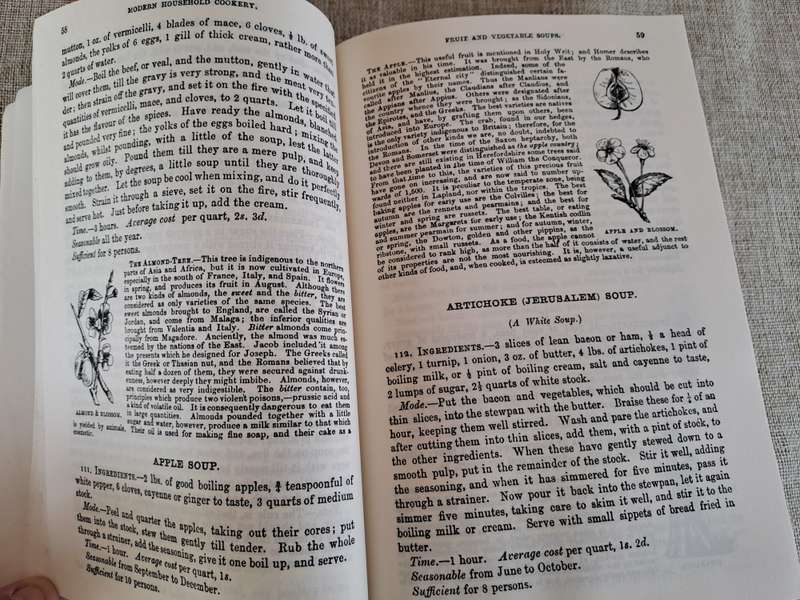 58
MODERN HOUSEHOLD COOKERY.
mutton, 1 oz. of vermicelli, 4 blades of mace, 6 cloves, ½ lb. of sweet
almonds, the yolks of 6 eggs, 1 gill of thick cream, rather more than
2 quarts of water.
Mode.—Boil the beef, or veal, and the mutton, gently in water that
will cover them, till the gravy is very strong, and the meat very tender;
der; then strain off the gravy, and set it on the fire with the specified
quantities of vermicelli, mace, and cloves, to 2 quarts. Let it boil till
it has the flavour of the spices. Have ready the almonds, blanched
and pounded very fine; the yolks of the eggs boiled hard; mixing the
almonds, whilst pounding, with a little of the soup, lest the latter
should grow oily. Pound them till they are a mere pulp, and keep
adding to them, by degrees, a little soup until they are thoroughly
mixed together. Let the soup be cool when mixing, and do it perfectly
smooth. Strain it through a sieve, set it on the fire, stir frequently,
and serve hot. Just before taking it up, add the cream.
Time.—3 hours. Average cost per quart, 2s. 3d.
Seasonable all the year.
Sufficient for 8 persons.
THE ALMOND-TREE.—This tree is indigenous to the northern
parts of Asia and Africa, but it is now cultivated in Europe,
especially in the south of France, Italy, and Spain. It flowers
in spring, and produces its fruit in August. Although there
are two kinds of almonds, the sweet and the bitter, they are
considered as only varieties of the same species. The best
sweet almonds brought to England, are called the Syrian or
Jordan, and come from Malaga; the inferior qualities are
brought from Valentia and Italy. Bitter almonds come principally
cipally from Magadore. Anciently, the almond was much esteemed
teemed by the nations of the East. Jacob included it among
the presents which he designed for Joseph. The Greeks called
it the Greek or Thasian nut, and the Romans believed that by
eating half a dozen of them, they were secured against drunkenness,
enness, however deeply they might imbibe. Almonds, however,
are considered as very indigestible. The bitter contain, too,
principles which produce two violent poisons,—prussic acid and
a kind of volatile oil. It is consequently dangerous to eat them
in large quantities. Almonds pounded together with a little
sugar and water, however, produce a milk similar to that which
is yielded by animals. Their oil is used for making fine soap, and their cake as a
cosmetic.
ALMOND & BLOSSOM.
APPLE SOUP.
111. INGREDIENTS.—2 lbs. of good boiling apples, ¾ teaspoonful of
white pepper, 6 cloves, cayenne or ginger to taste, 3 quarts of medium
stock.
Mode.—Peel and quarter the apples, taking out their cores; put
them into the stock, stew them gently till tender. Rub the whole
through a strainer, add the seasoning, give it one boil up, and serve.
Time.—1 hour. Average cost per quart, 1s.
Seasonable from September to December.
Sufficient for 10 persons.
FRUIT AND VEGETABLE SOUPS.
59
THE APPLE.—This useful fruit is mentioned in Holy Writ; and Homer describes
it as valuable in his time. It was brought from the East by the Romans, who
held it in the highest estimation. Indeed, some of the
citizens of the "Eternal city" distinguished certain favourite
apples by their names. Thus the Manlians were
called after Manlius, the Claudians after Claudius, and
the Appians after Appius. Others were designated after
the country whence they were brought; as the Sidonians,
the Epirotes, and the Greeks. The best varieties are natives
of Asia, and have, by grafting them upon others, been
introduced into Europe. The crab, found in our hedges,
is the only variety indigenous to Britain; therefore, for the
introduction of other kinds we are, no doubt, indebted to
the Romans. In the time of the Saxon heptarchy, both
Devon and Somerset were distinguished as the apple country;
and there are still existing in Herefordshire some trees said
to have been planted in the time of William the Conqueror.
From that time to this, the varieties of this precious fruit
have gone on increasing, and are now said to number upwards
wards of 1,500. It is peculiar to the temperate zone, being
found neither in Lapland, nor within the tropics. The best
baking apples for early use are the Colvilles; the best for
autumn are the rennets and pearmains; and the best for
winter and spring are russets. The best table, or eating
apples, are the Margarets for early use; the Kentish codlin
and summer pearmain for summer; and for autumn, winter,
or spring, the Dowton, golden and other pippins, as the
ribstone, with small russets. As a food, the apple cannot
be considered to rank high, as more than the half of it consists of water, and the rest
of its properties are not the most nourishing. It is, however, a useful adjunct to
other kinds of food, and, when cooked, is esteemed as slightly laxative.
APPLE AND BLOSSOM.
ARTICHOKE (JERUSALEM) SOUP.
(A White Soup.)
112. INGREDIENTS.—3 slices of lean bacon or ham, ½ a head of
celery, 1 turnip, 1 onion, 3 oz. of butter, 4 lbs. of artichokes, 1 pint of
boiling milk, or ½ pint of boiling cream, salt and cayenne to taste,
2 lumps of sugar, 2½ quarts of white stock.
Mode.—Put the bacon and vegetables, which should be cut into
thin slices, into the stewpan with the butter. Braise these for ¼ of an
hour, keeping them well stirred. Wash and pare the artichokes, and
after cutting them into thin slices, add them, with a pint of stock, to
the other ingredients. When these have gently stewed down to a
smooth pulp, put in the remainder of the stock. Stir it well, adding
the seasoning, and when it has simmered for five minutes, pass it
through a strainer. Now pour it back into the stewpan, let it again
simmer five minutes, taking care to skim it well, and stir it to the
boiling milk or cream. Serve with small sippets of bread fried in
butter.
Time.—1 hour. Average cost per quart, 1s. 2d.
Seasonable from June to October.
Sufficient for 8 persons.